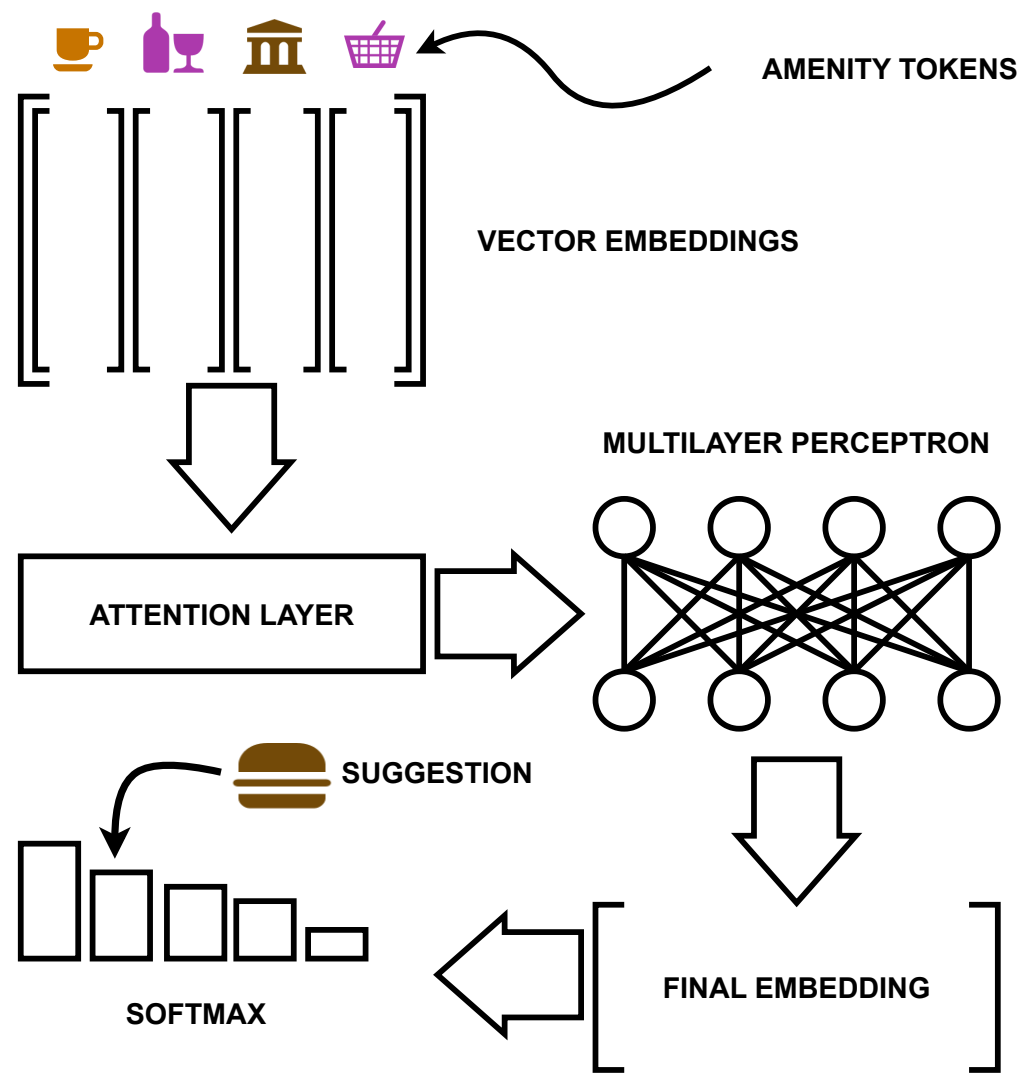 AMENITY TOKENS
VECTOR EMBEDDINGS
MULTILAYER PERCEPTRON
ATTENTION LAYER
SUGGESTION
FINAL EMBEDDING
SOFTMAX